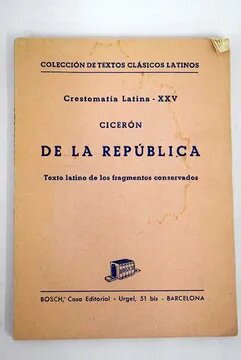 COLECCIÓN DE TEXTOS CLÁSICOS LATINOS
Crestomatía Latina - XXV
CICERÓN
DE LA REPÚBLICA
Texto latino de los fragmentos conservados
BOSCH, Casa Editorial - Urgel, 51 bis - BARCELONA